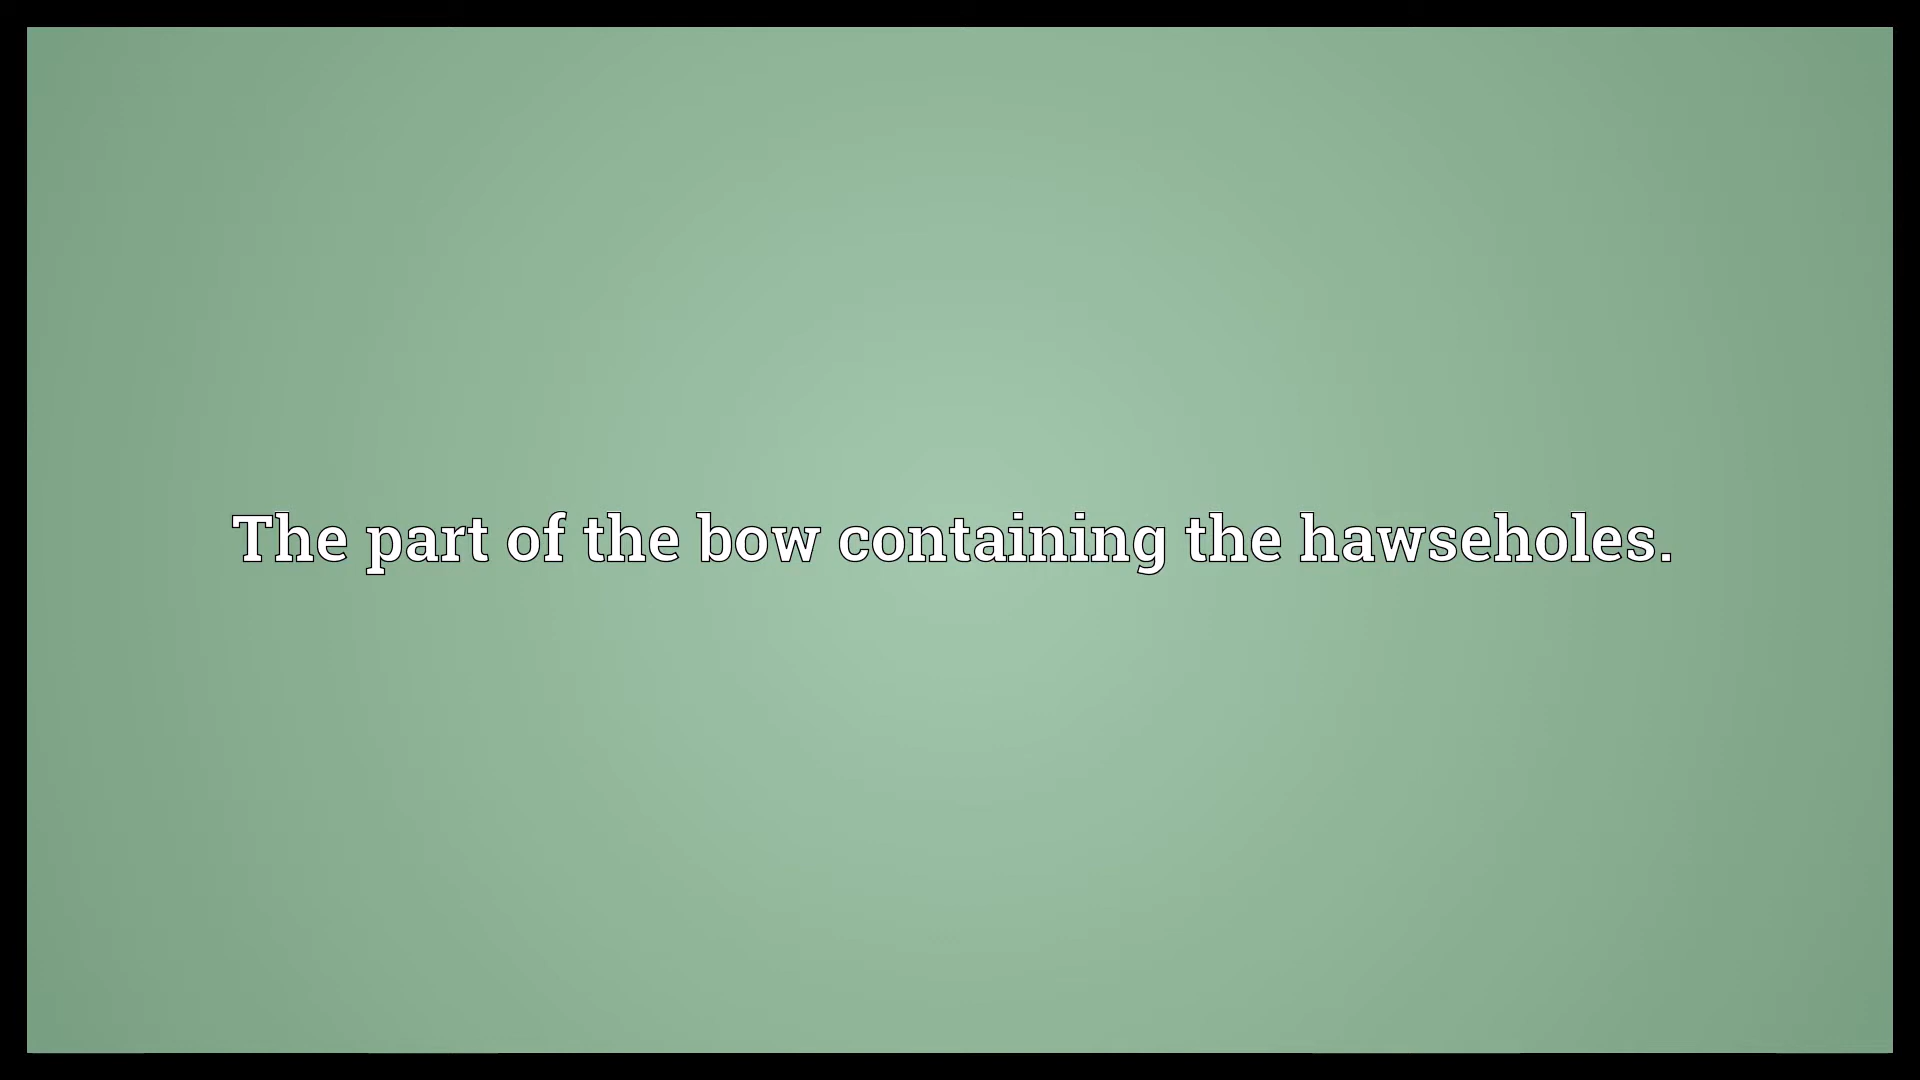 The part of the bow containing the hawseholes.